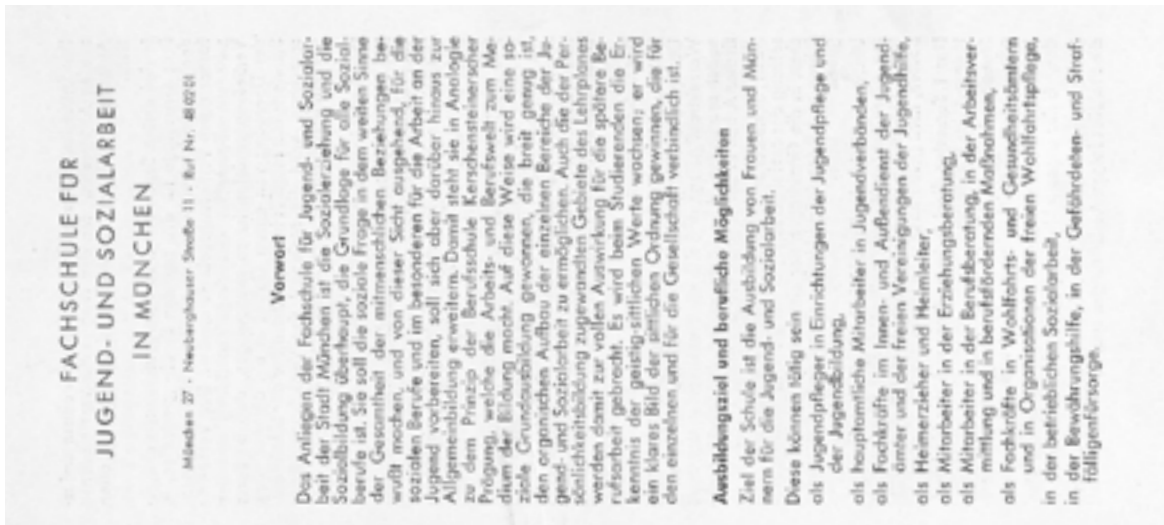 FACHSCHULE FÜR
JUGEND- UND SOZIALARBEIT
IN MÜNCHEN
München 27 - Neuberghauser Straße 11 - Ruf Nr. 48 02 81
Vorwort
Das Anliegen der Fachschule für Jugend- und Sozialar-
beit der Stadt München ist die Sozialerziehung und die
Sozialbildung überhaupt, die Grundlage für alle Sozial-
berufe ist. Sie soll die soziale Frage in dem weiten Sinne
der Gesamtheit der mitmenschlichen Beziehungen be-
wußt machen, und von dieser Sicht ausgehend, für die
sozialen Berufe und im besonderen für die Arbeit an der
Jugend vorbereiten, soll sich aber darüber hinaus zur
Allgemeinbildung erweitern. Damit steht sie in Analogie
zu dem Prinzip der Berufsschule Kerschensteinerscher
Prägung, welche die Arbeits- und Berufswelt zum Me-
dium der Bildung macht. Auf diese Weise wird eine so-
ziale Grundausbildung gewonnen, die breit genug ist,
den organischen Aufbau der einzelnen Bereiche der Ju-
gend- und Sozialarbeit zu ermöglichen. Auch die der Per-
sönlichkeitsbildung zugewandten Gebiete des Lehrplanes
werden damit zur vollen Auswirkung für die spätere Be-
rufsarbeit gebracht. Es wird beim Studierenden die Er-
kenntnis der geistig-sittlichen Werte wachsen; er wird
ein klares Bild der sittlichen Ordnung gewinnen, die für
den einzelnen und für die Gesellschaft verbindlich ist.
Ausbildungsziel und berufliche Möglichkeiten
Ziel der Schule ist die Ausbildung von Frauen und Män-
nern für die Jugend- und Sozialarbeit.
Diese können tätig sein
als Jugendpfleger in Einrichtungen der Jugendpflege und
der Jugendbildung,
als hauptamtliche Mitarbeiter in Jugendverbänden,
als Fachkräfte im Innen- und Außendienst der Jugend-
ämter und der freien Vereinigungen der Jugendhilfe,
als Heimerzieher und Heimleiter,
als Mitarbeiter in der Erziehungsberatung,
als Mitarbeiter in der Berufsberatung, in der Arbeitsver-
mittlung und in berufsfördernden Maßnahmen,
als Fachkräfte in Wohlfahrts- und Gesundheitsämtern
und in Organisationen der freien Wohlfahrtspflege,
in der betrieblichen Sozialarbeit,
in der Bewährungshilfe, in der Gefährdeten- und Straf-
fälligenfürsorge.